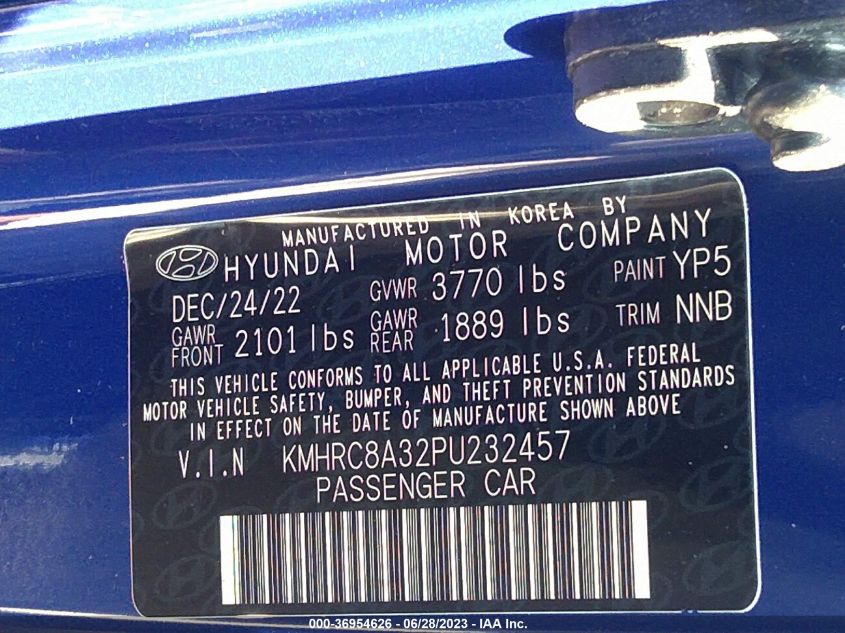 MANUFACTURED IN KOREA BY
HYUNDAI MOTOR COMPANY
DEC/24/22 GVWR 3770 lbs PAINT YP5
GAWR FRONT 2101 lbs GAWR REAR 1889 lbs TRIM NNB
THIS VEHICLE CONFORMS TO ALL APPLICABLE U.S.A. FEDERAL
MOTOR VEHICLE SAFETY, BUMPER, AND THEFT PREVENTION STANDARDS
IN EFFECT ON THE DATE OF MANUFACTURE SHOWN ABOVE
V.I.N KMHRC8A32PU232457
PASSENGER CAR
000-36954626 - 06/28/2023 - IAA Inc.